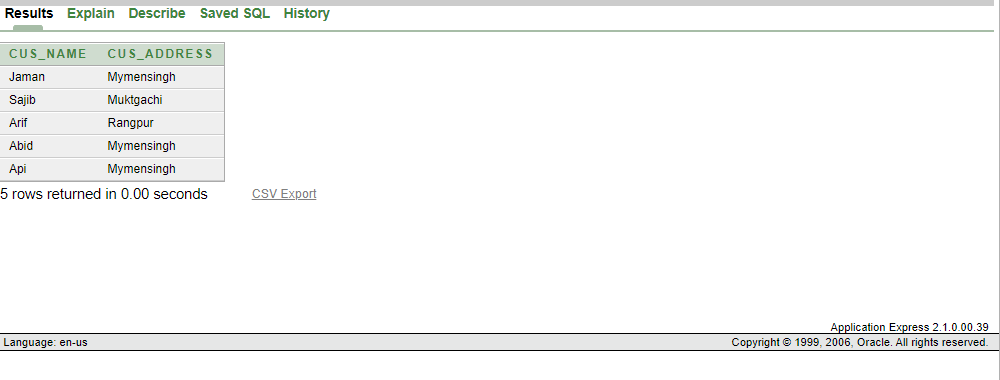 Results Explain Describe Saved SQL History
CUS_NAME CUS_ADDRESS
Jaman Mymensingh
Sajib Muktgachi
Arif Rangpur
Abid Mymensingh
Api Mymensingh
5 rows returned in 0.00 seconds CSV Export
Application Express 2.1.0.00.39
Language: en-us Copyright © 1999, 2006, Oracle. All rights reserved.